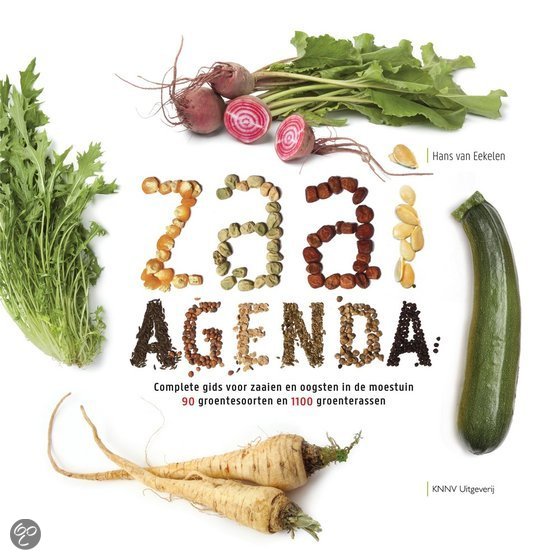 Hans van Eekelen
zaai
AGENDA
Complete gids voor zaaien en oogsten in de moestuin
90 groentesoorten en 1100 groenterassen
KNNV Uitgeverij